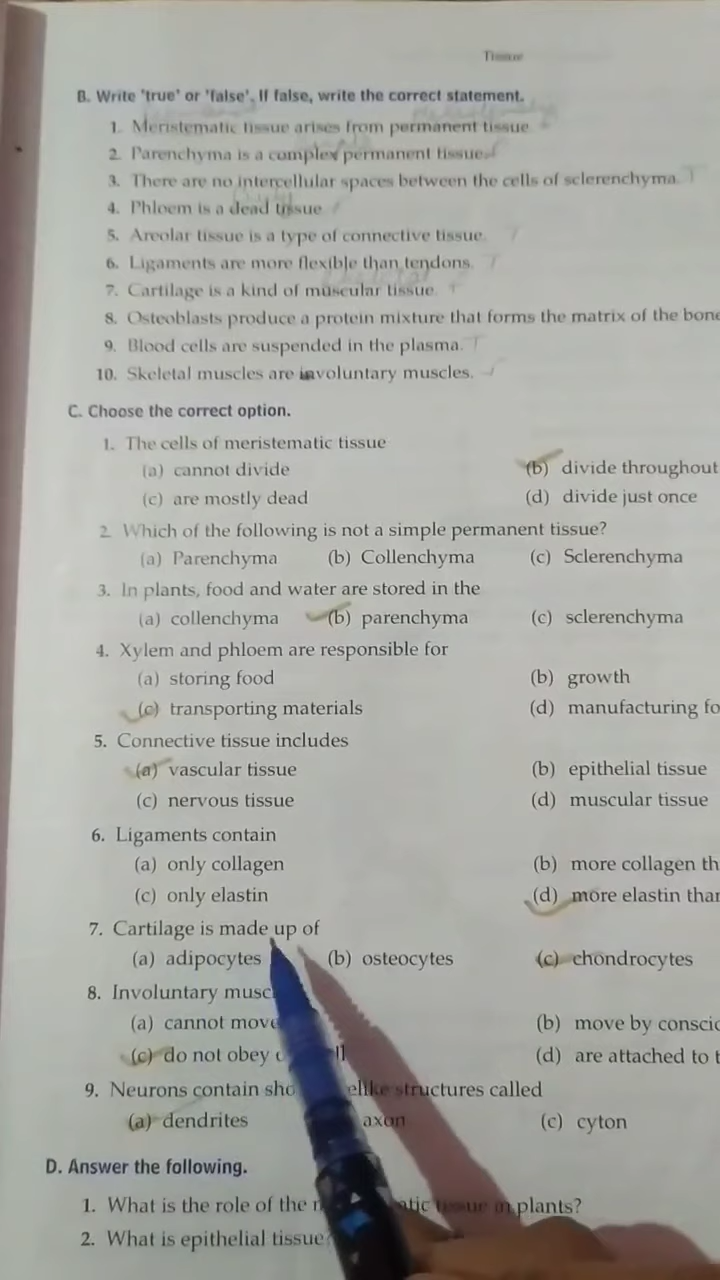 Tissue
B. Write 'true' or 'false'. If false, write the correct statement.
1. Meristematic tissue arises from permanent tissue
2. Parenchyma is a complex permanent tissue.
3. There are no intercellular spaces between the cells of sclerenchyma.
4. Phloem is a dead tissue
5. Areolar tissue is a type of connective tissue.
6. Ligaments are more flexible than tendons.
7. Cartilage is a kind of muscular tissue.
8. Osteoblasts produce a protein mixture that forms the matrix of the bone
9. Blood cells are suspended in the plasma.
10. Skeletal muscles are involuntary muscles.
C. Choose the correct option.
1. The cells of meristematic tissue
(a) cannot divide (b) divide throughout
(c) are mostly dead (d) divide just once
2. Which of the following is not a simple permanent tissue?
(a) Parenchyma (b) Collenchyma (c) Sclerenchyma
3. In plants, food and water are stored in the
(a) collenchyma (b) parenchyma (c) sclerenchyma
4. Xylem and phloem are responsible for
(a) storing food (b) growth
(c) transporting materials (d) manufacturing fo
5. Connective tissue includes
(a) vascular tissue (b) epithelial tissue
(c) nervous tissue (d) muscular tissue
6. Ligaments contain
(a) only collagen (b) more collagen th
(c) only elastin (d) more elastin than
7. Cartilage is made up of
(a) adipocytes (b) osteocytes (c) chondrocytes
8. Involuntary musc
(a) cannot move (b) move by conscio
(c) do not obey (d) are attached to t
9. Neurons contain sho elike structures called
(a) dendrites axon (c) cyton
D. Answer the following.
1. What is the role of the atic tissue in plants?
2. What is epithelial tissue